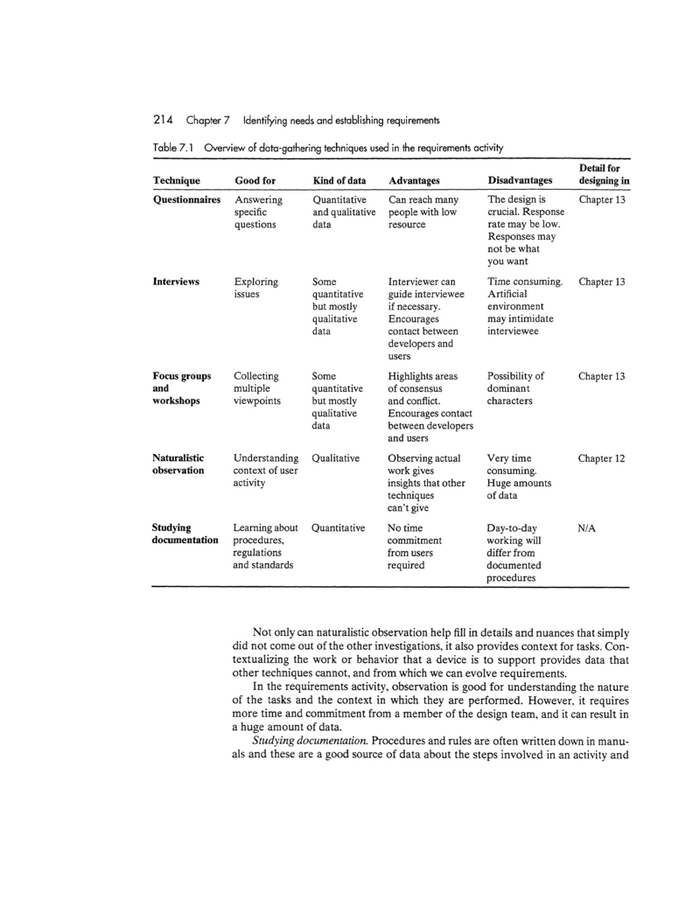 214 Chapter 7 Identifying needs and establishing requirements
Table 7.1 Overview of data-gathering techniques used in the requirements activity
Detail for
Technique Good for Kind of data Advantages Disadvantages designing in
Questionnaires Answering Quantitative Can reach many The design is Chapter 13
specific and qualitative people with low crucial. Response
questions data resource rate may be low.
Responses may
not be what
you want
Interviews Exploring Some Interviewer can Time consuming. Chapter 13
issues quantitative guide interviewee Artificial
but mostly if necessary. environment
qualitative Encourages may intimidate
data contact between interviewee
developers and
users
Focus groups Collecting Some Highlights areas Possibility of Chapter 13
and multiple quantitative of consensus dominant
workshops viewpoints but mostly and conflict. characters
qualitative Encourages contact
data between developers
and users
Naturalistic Understanding Qualitative Observing actual Very time Chapter 12
observation context of user work gives consuming.
activity insights that other Huge amounts
techniques of data
can't give
Studying Learning about Quantitative No time Day-to-day N/A
documentation procedures, commitment working will
regulations from users differ from
and standards required documented
procedures
Not only can naturalistic observation help fill in details and nuances that simply
did not come out of the other investigations, it also provides context for tasks. Con-
textualizing the work or behavior that a device is to support provides data that
other techniques cannot, and from which we can evolve requirements.
In the requirements activity, observation is good for understanding the nature
of the tasks and the context in which they are performed. However, it requires
more time and commitment from a member of the design team, and it can result in
a huge amount of data.
Studying documentation. Procedures and rules are often written down in manu-
als and these are a good source of data about the steps involved in an activity and